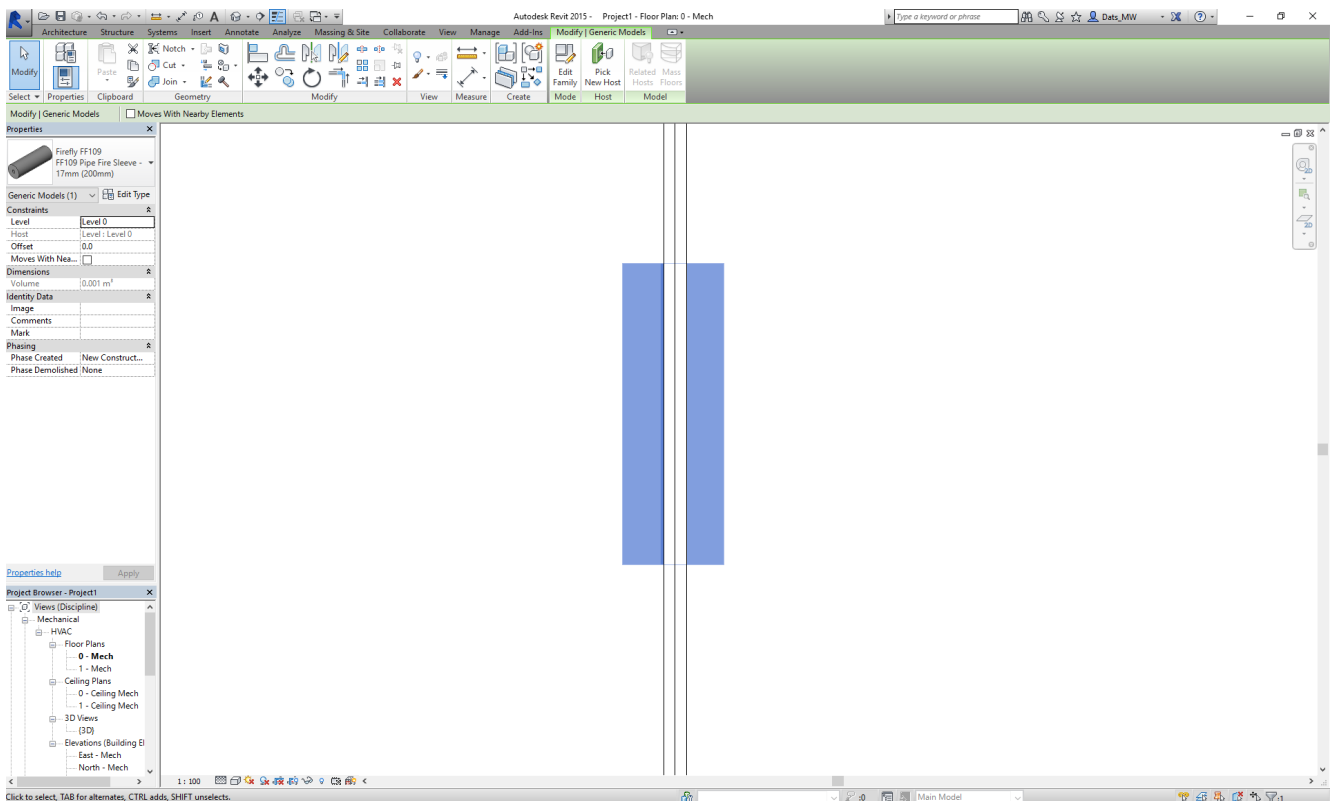 Autodesk Revit 2015 - Project1 - Floor Plan: 0 - Mech
Type a keyword or phrase
Dats_MW
Architecture Structure Systems Insert Annotate Analyze Massing & Site Collaborate View Manage Add-Ins Modify | Generic Models
Modify
Paste
Notch
Cut
Join
Edit Family
Pick New Host
Related Hosts
Mass Floors
Select Properties Clipboard Geometry Modify View Measure Create Mode Host Model
Modify | Generic Models Moves With Nearby Elements
Properties
Firefly FF109
FF109 Pipe Fire Sleeve -
17mm (200mm)
Generic Models (1) Edit Type
Constraints
Level Level 0
Host Level : Level 0
Offset 0.0
Moves With Nea...
Dimensions
Volume 0.001 m³
Identity Data
Image
Comments
Mark
Phasing
Phase Created New Construct...
Phase Demolished None
Properties help Apply
Project Browser - Project1
Views (Discipline)
Mechanical
HVAC
Floor Plans
0 - Mech
1 - Mech
Ceiling Plans
0 - Ceiling Mech
1 - Ceiling Mech
3D Views
{3D}
Elevations (Building El
East - Mech
North - Mech
1 : 100
Click to select, TAB for alternates, CTRL adds, SHIFT unselects.
:0
Main Model
:1
2D
3D